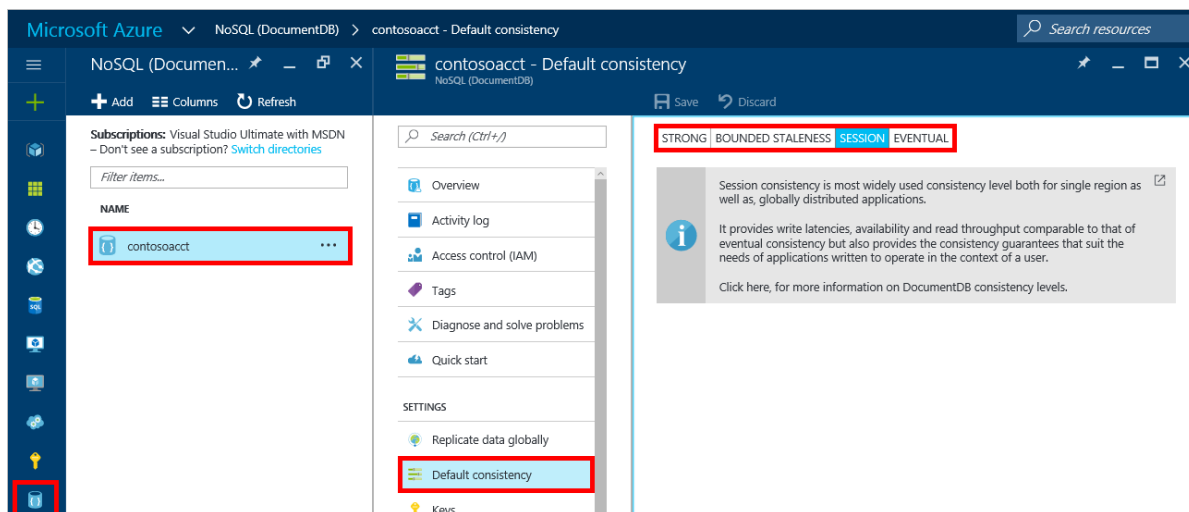 Microsoft Azure NoSQL (DocumentDB) > contosoacct - Default consistency Search resources
NoSQL (Documen...
Add Columns Refresh
Subscriptions: Visual Studio Ultimate with MSDN
– Don't see a subscription? Switch directories
Filter items...
NAME
contosoacct ...
contosoacct - Default consistency
NoSQL (DocumentDB)
Save Discard
Search (Ctrl+/)
Overview
Activity log
Access control (IAM)
Tags
Diagnose and solve problems
Quick start
SETTINGS
Replicate data globally
Default consistency
Keys
STRONG BOUNDED STALENESS SESSION EVENTUAL
Session consistency is most widely used consistency level both for single region as
well as, globally distributed applications.
It provides write latencies, availability and read throughput comparable to that of
eventual consistency but also provides the consistency guarantees that suit the
needs of applications written to operate in the context of a user.
Click here, for more information on DocumentDB consistency levels.
SQL